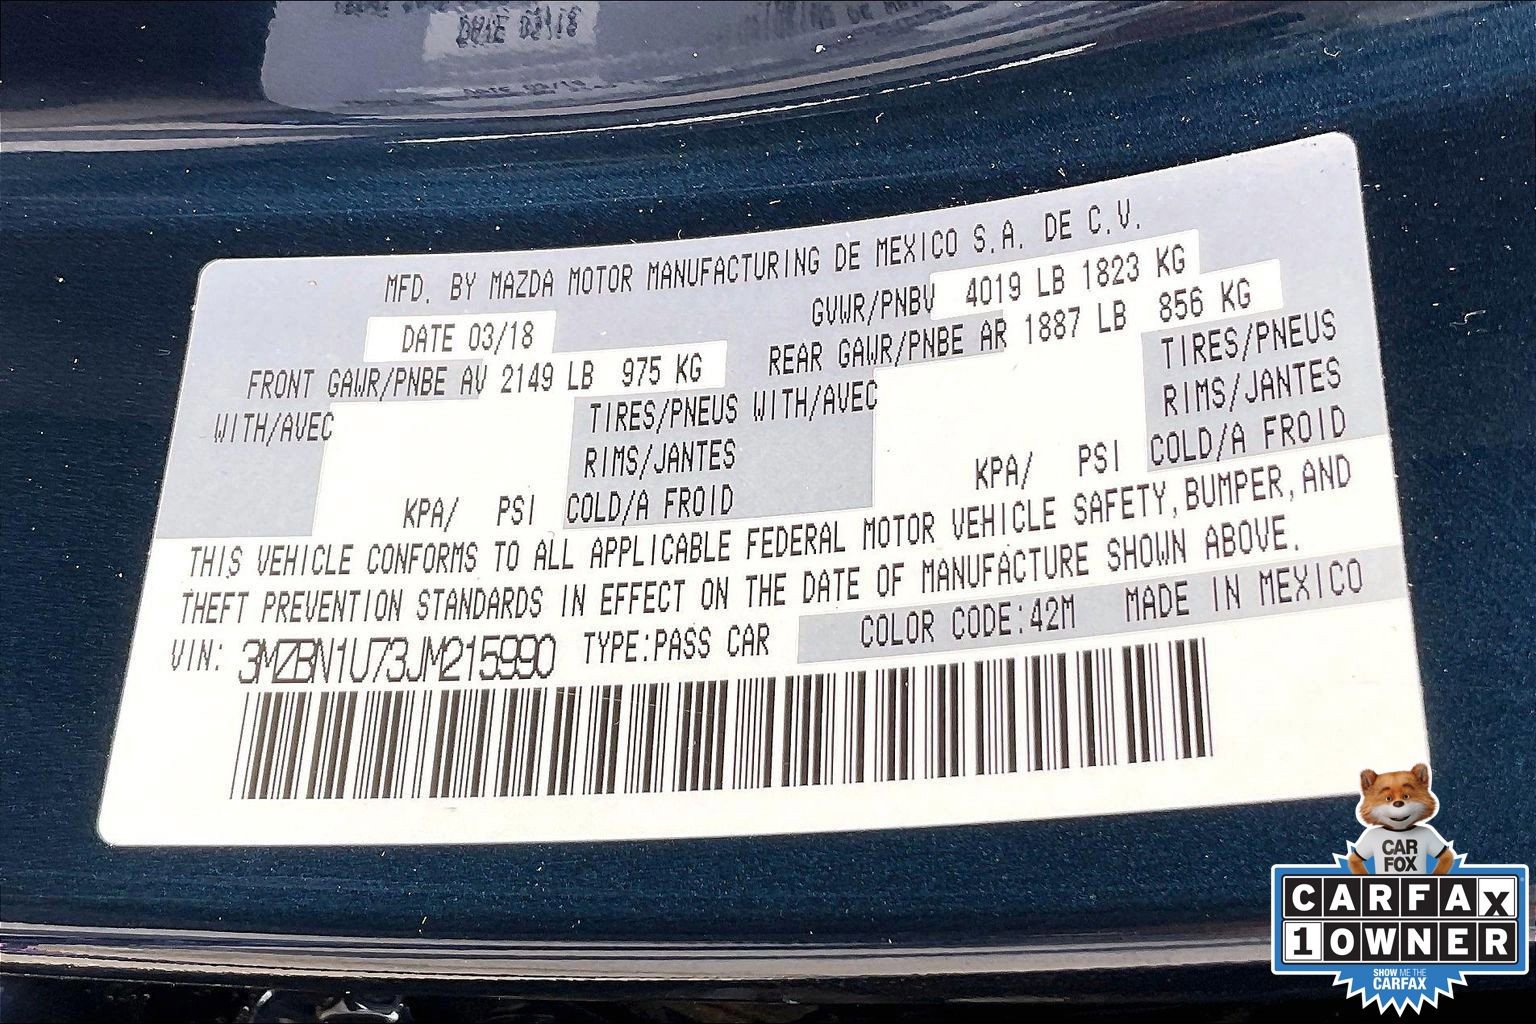 DATE 03/18
MFD. BY MAZDA MOTOR MANUFACTURING DE MEXICO S.A. DE C.V.
DATE 03/18 GVWR/PNBV 4019 LB 1823 KG
FRONT GAWR/PNBE AV 2149 LB 975 KG REAR GAWR/PNBE AR 1887 LB 856 KG
WITH/AVEC TIRES/PNEUS WITH/AVEC TIRES/PNEUS
RIMS/JANTES RIMS/JANTES
KPA/ PSI COLD/A FROID KPA/ PSI COLD/A FROID
THIS VEHICLE CONFORMS TO ALL APPLICABLE FEDERAL MOTOR VEHICLE SAFETY, BUMPER, AND
THEFT PREVENTION STANDARDS IN EFFECT ON THE DATE OF MANUFACTURE SHOWN ABOVE.
VIN: 3MZBN1U73JM215990 TYPE:PASS CAR COLOR CODE:42M MADE IN MEXICO
CAR
FOX
CARFAX
1 OWNER
SHOW ME THE
CARFAX